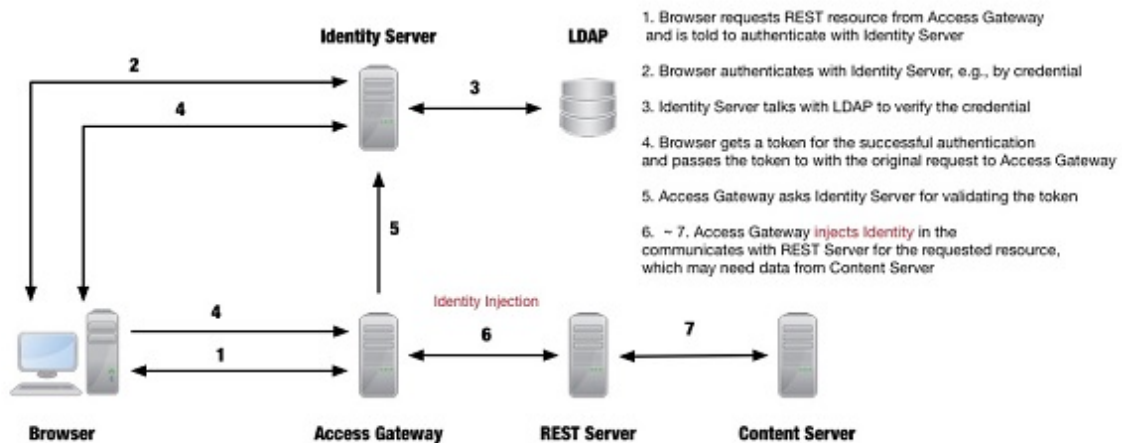 Identity Server
LDAP
2
4
3
5
Identity Injection
4
1
6
7
Browser
Access Gateway
REST Server
Content Server
1. Browser requests REST resource from Access Gateway
and is told to authenticate with Identity Server
2. Browser authenticates with Identity Server, e.g., by credential
3. Identity Server talks with LDAP to verify the credential
4. Browser gets a token for the successful authentication
and passes the token to with the original request to Access Gateway
5. Access Gateway asks Identity Server for validating the token
6. ~ 7. Access Gateway injects Identity in the
communicates with REST Server for the requested resource,
which may need data from Content Server